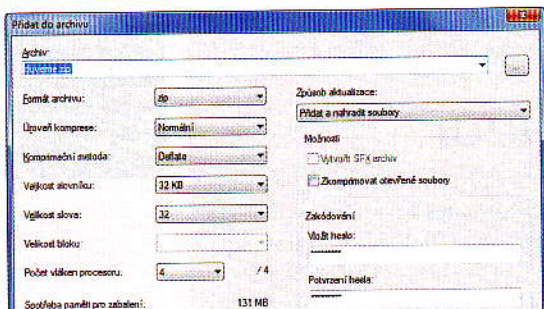 Přidat do archivu
Archiv:
duverne.zip
...
Formát archivu:
zip
Úroveň komprese:
Normální
Komprimační metoda:
Deflate
Velikost slovníku:
32 KB
Velikost slova:
32
Velikost bloku:
Počet vláken procesoru:
4
/ 4
Spotřeba paměti pro zabalení:
131 MB
Způsob aktualizace:
Přidat a nahradit soubory
Možnosti
Vytvořit SFX archiv
Zkomprimovat otevřené soubory
Zakódování
Vložit heslo:
********
Potvrzení hesla:
********